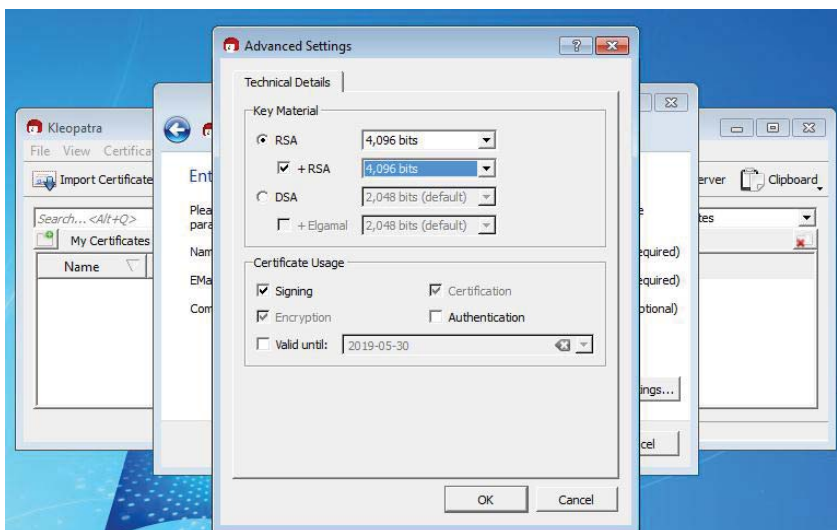 Advanced Settings
Technical Details
Key Material
RSA 4,096 bits
+ RSA 4,096 bits
DSA 2,048 bits (default)
+ Elgamal 2,048 bits (default)
Certificate Usage
Signing Certification
Encryption Authentication
Valid until: 2019-05-30
OK Cancel
Kleopatra
File View Certifica
Import Certificate
Search...<Alt+Q>
My Certificates
Name
Ent
Plea
para
Nam
EMa
Com
equired)
equired)
ptional)
ings...
cel
erver Clipboard
tes